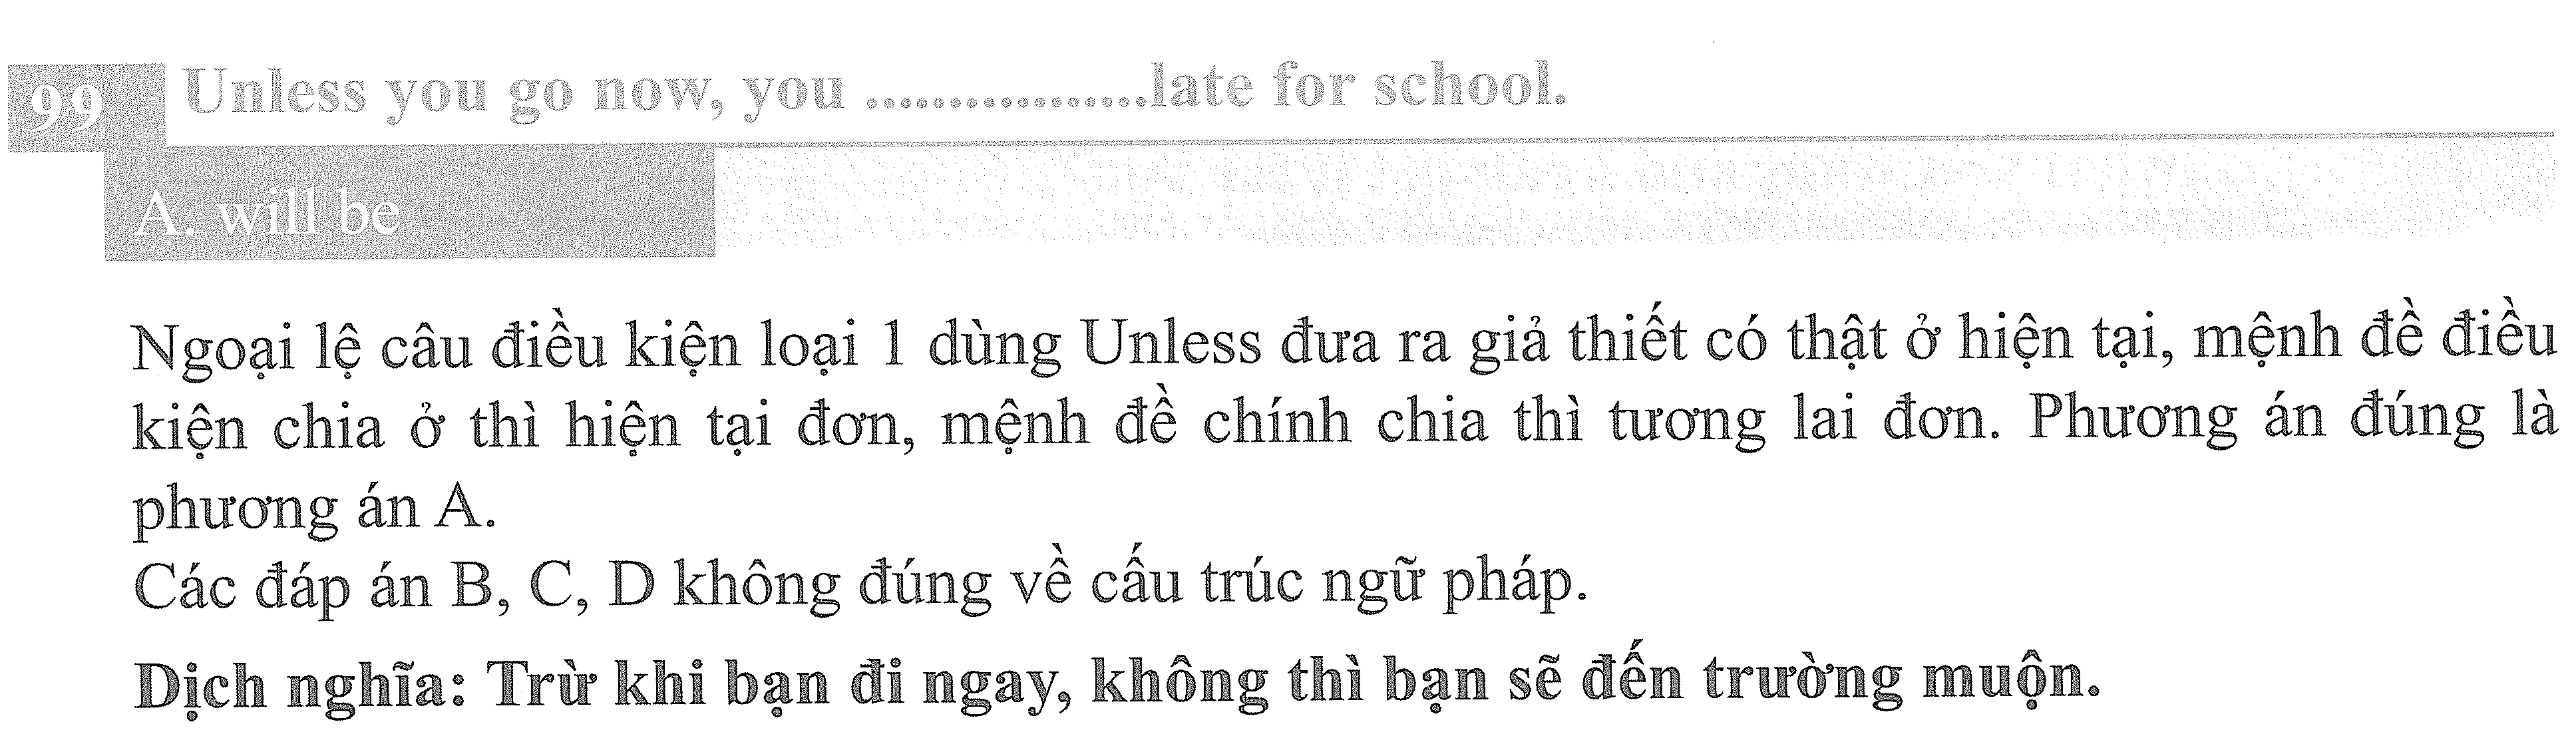 99 Unless you go now, you ................late for school.
A. will be
Ngoại lệ câu điều kiện loại 1 dùng Unless đưa ra giả thiết có thật ở hiện tại, mệnh đề điều
kiện chia ở thì hiện tại đơn, mệnh đề chính chia thì tương lai đơn. Phương án đúng là
phương án A.
Các đáp án B, C, D không đúng về cấu trúc ngữ pháp.
Dịch nghĩa: Trừ khi bạn đi ngay, không thì bạn sẽ đến trường muộn.